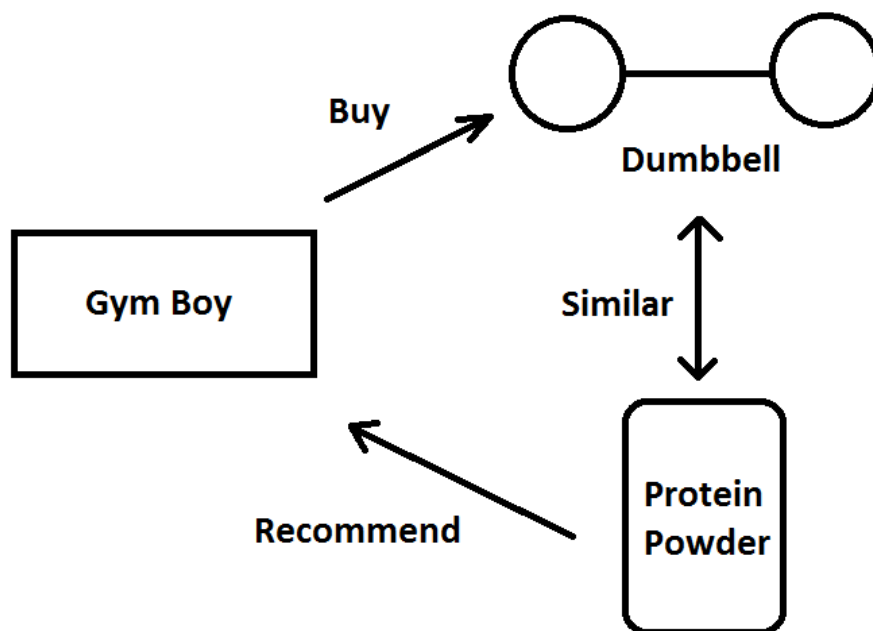 Buy
Dumbbell
Gym Boy
Similar
Protein
Powder
Recommend